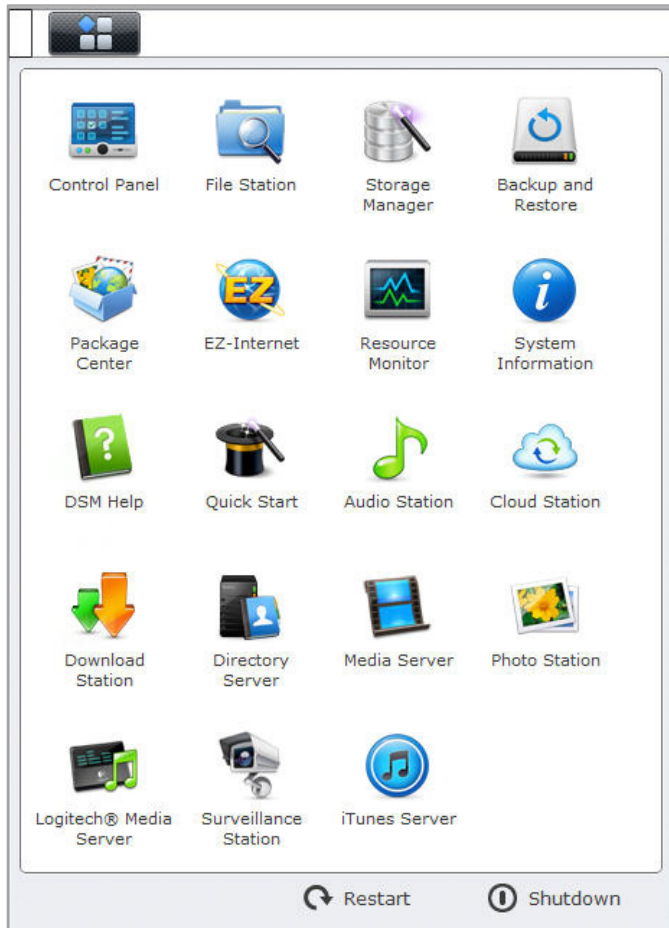 Control Panel
File Station
Storage
Manager
Backup and
Restore
Package
Center
EZ
EZ-Internet
Resource
Monitor
i
System
Information
?
DSM Help
Quick Start
Audio Station
Cloud Station
Download
Station
Directory
Server
Media Server
Photo Station
Logitech® Media
Server
Surveillance
Station
iTunes Server
Restart
Shutdown